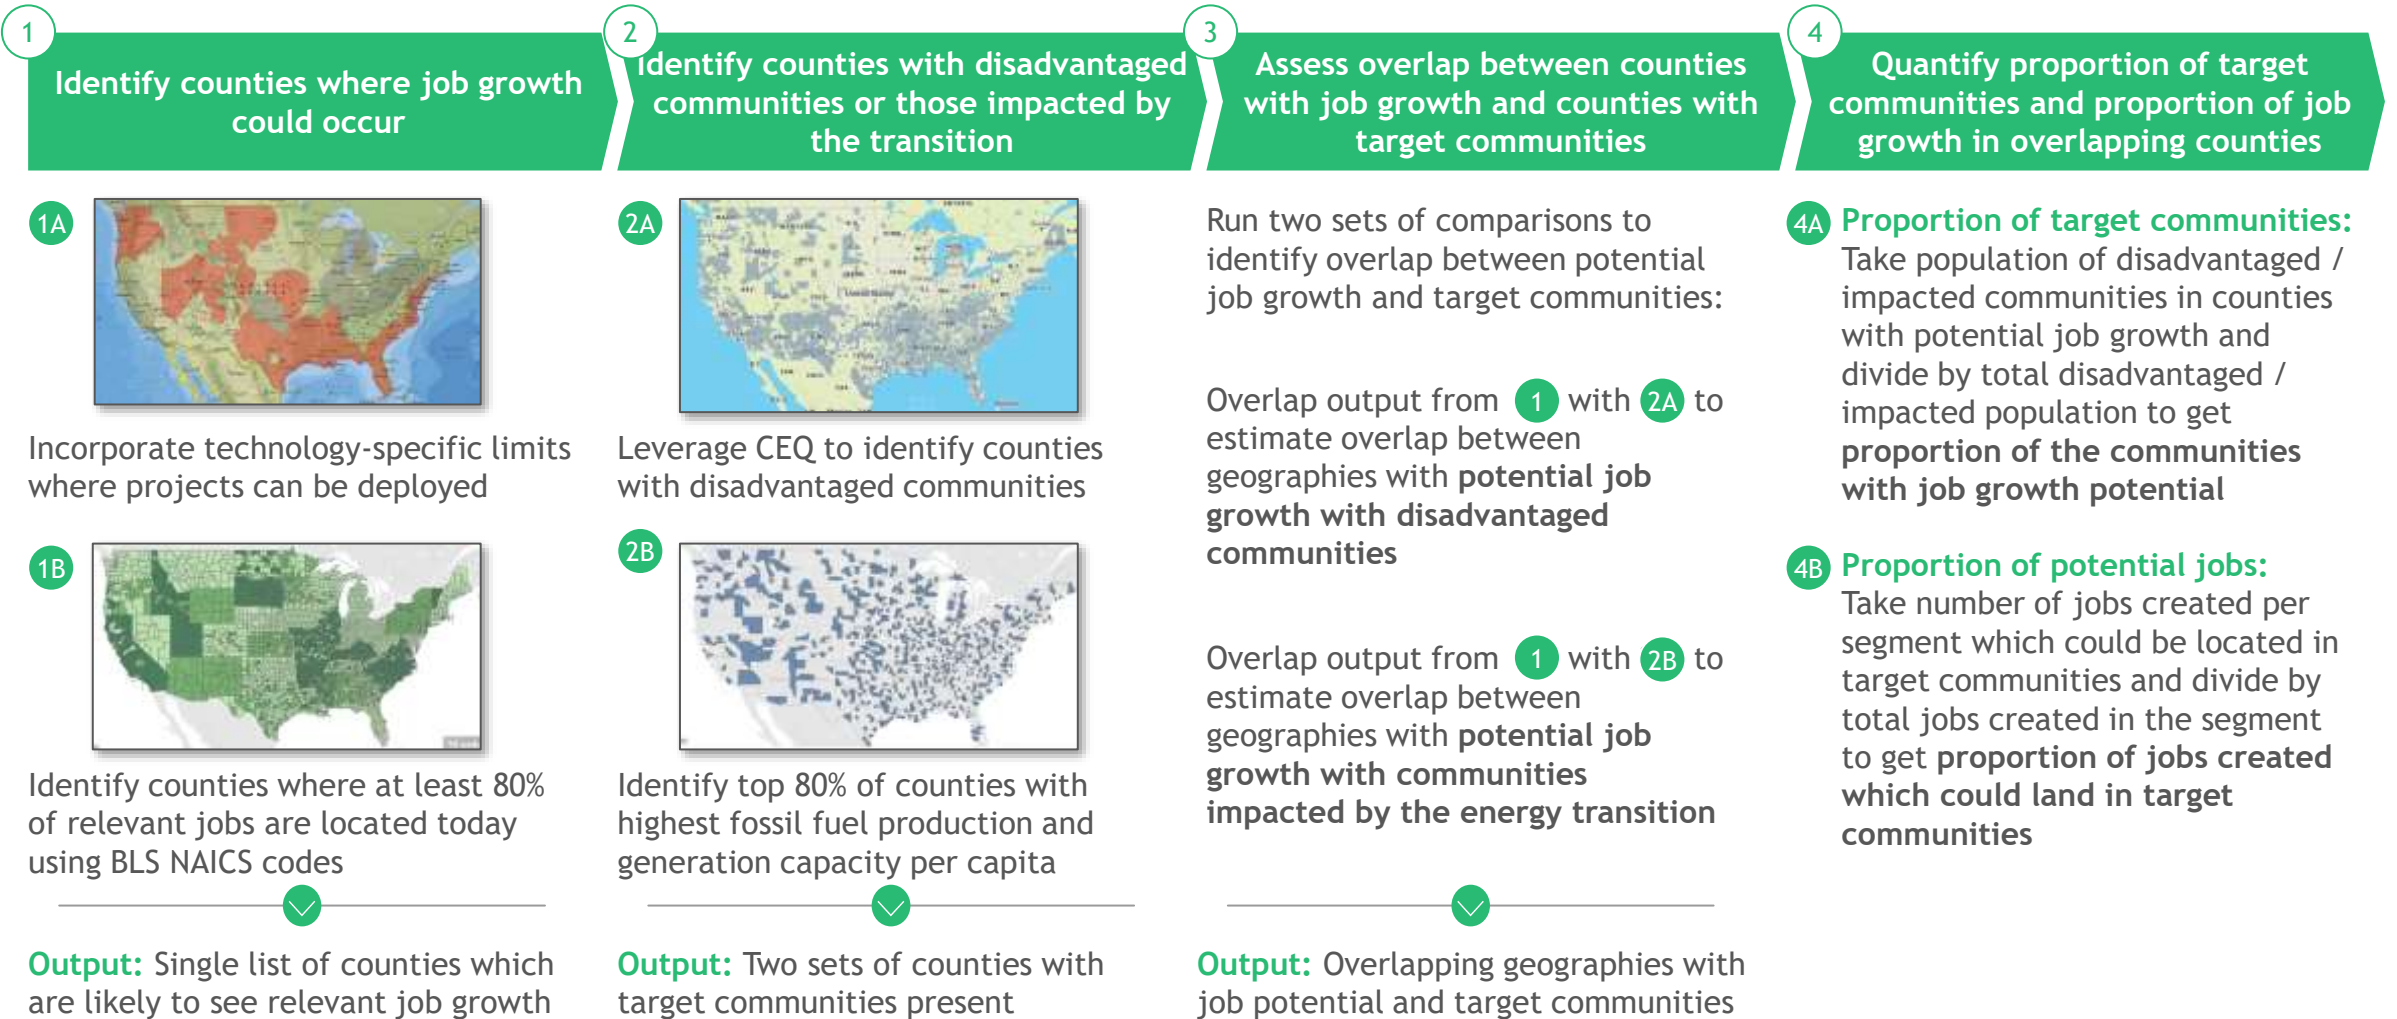 1
Identify counties where job growth
could occur
2
Identify counties with disadvantaged
communities or those impacted by
the transition
3
Assess overlap between counties
with job growth and counties with
target communities
4
Quantify proportion of target
communities and proportion of job
growth in overlapping counties
1A
Incorporate technology-specific limits
where projects can be deployed
1B
Identify counties where at least 80%
of relevant jobs are located today
using BLS NAICS codes
Output: Single list of counties which
are likely to see relevant job growth
2A
Leverage CEQ to identify counties
with disadvantaged communities
2B
Identify top 80% of counties with
highest fossil fuel production and
generation capacity per capita
Output: Two sets of counties with
target communities present
Run two sets of comparisons to
identify overlap between potential
job growth and target communities:
Overlap output from 1 with 2A to
estimate overlap between
geographies with potential job
growth with disadvantaged
communities
Overlap output from 1 with 2B to
estimate overlap between
geographies with potential job
growth with communities
impacted by the energy transition
Output: Overlapping geographies with
job potential and target communities
4A Proportion of target communities:
Take population of disadvantaged /
impacted communities in counties
with potential job growth and
divide by total disadvantaged /
impacted population to get
proportion of the communities
with job growth potential
4B Proportion of potential jobs:
Take number of jobs created per
segment which could be located in
target communities and divide by
total jobs created in the segment
to get proportion of jobs created
which could land in target
communities